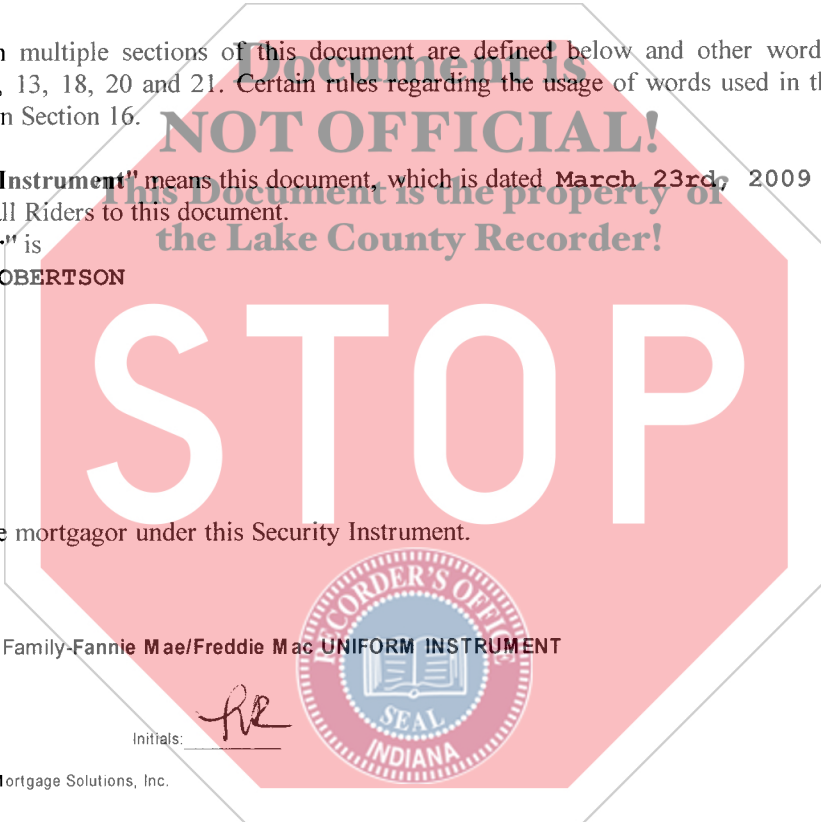 multiple sections of this document are defined below and other
Document is
13, 18, 20 and 21. Certain rules regarding the usage of words used in
Section 16.
NOT OFFICIAL!
Instrument" means this document, which is dated March 23rd, 2009
This Document is the property of
Riders to this document.
" is
the Lake County Recorder!
OBERTSON
STOP
mortgagor under this Security Instrument.
RECORDER'S OFFICE
Family-Fannie Mae/Freddie Mac UNIFORM INSTRUMENT
SEAL
INDIANA
Initials:
Mortgage Solutions, Inc.